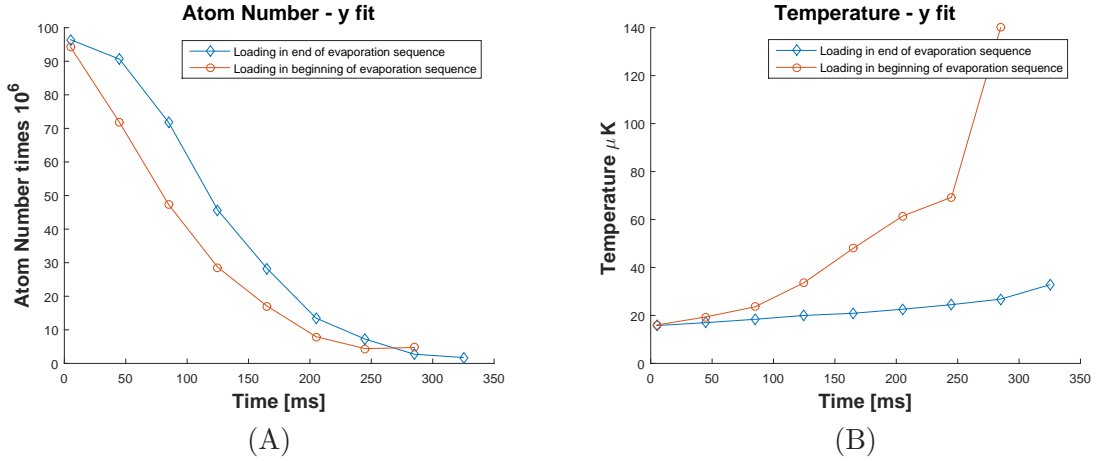 Atom Number - y fit
Loading in end of evaporation sequence
Loading in beginning of evaporation sequence
Atom Number times 10^6
100
90
80
70
60
50
40
30
20
10
0
0 50 100 150 200 250 300 350
Time [ms]
(A)
Temperature - y fit
Loading in end of evaporation sequence
Loading in beginning of evaporation sequence
Temperature μ K
140
120
100
80
60
40
20
0
0 50 100 150 200 250 300 350
Time [ms]
(B)